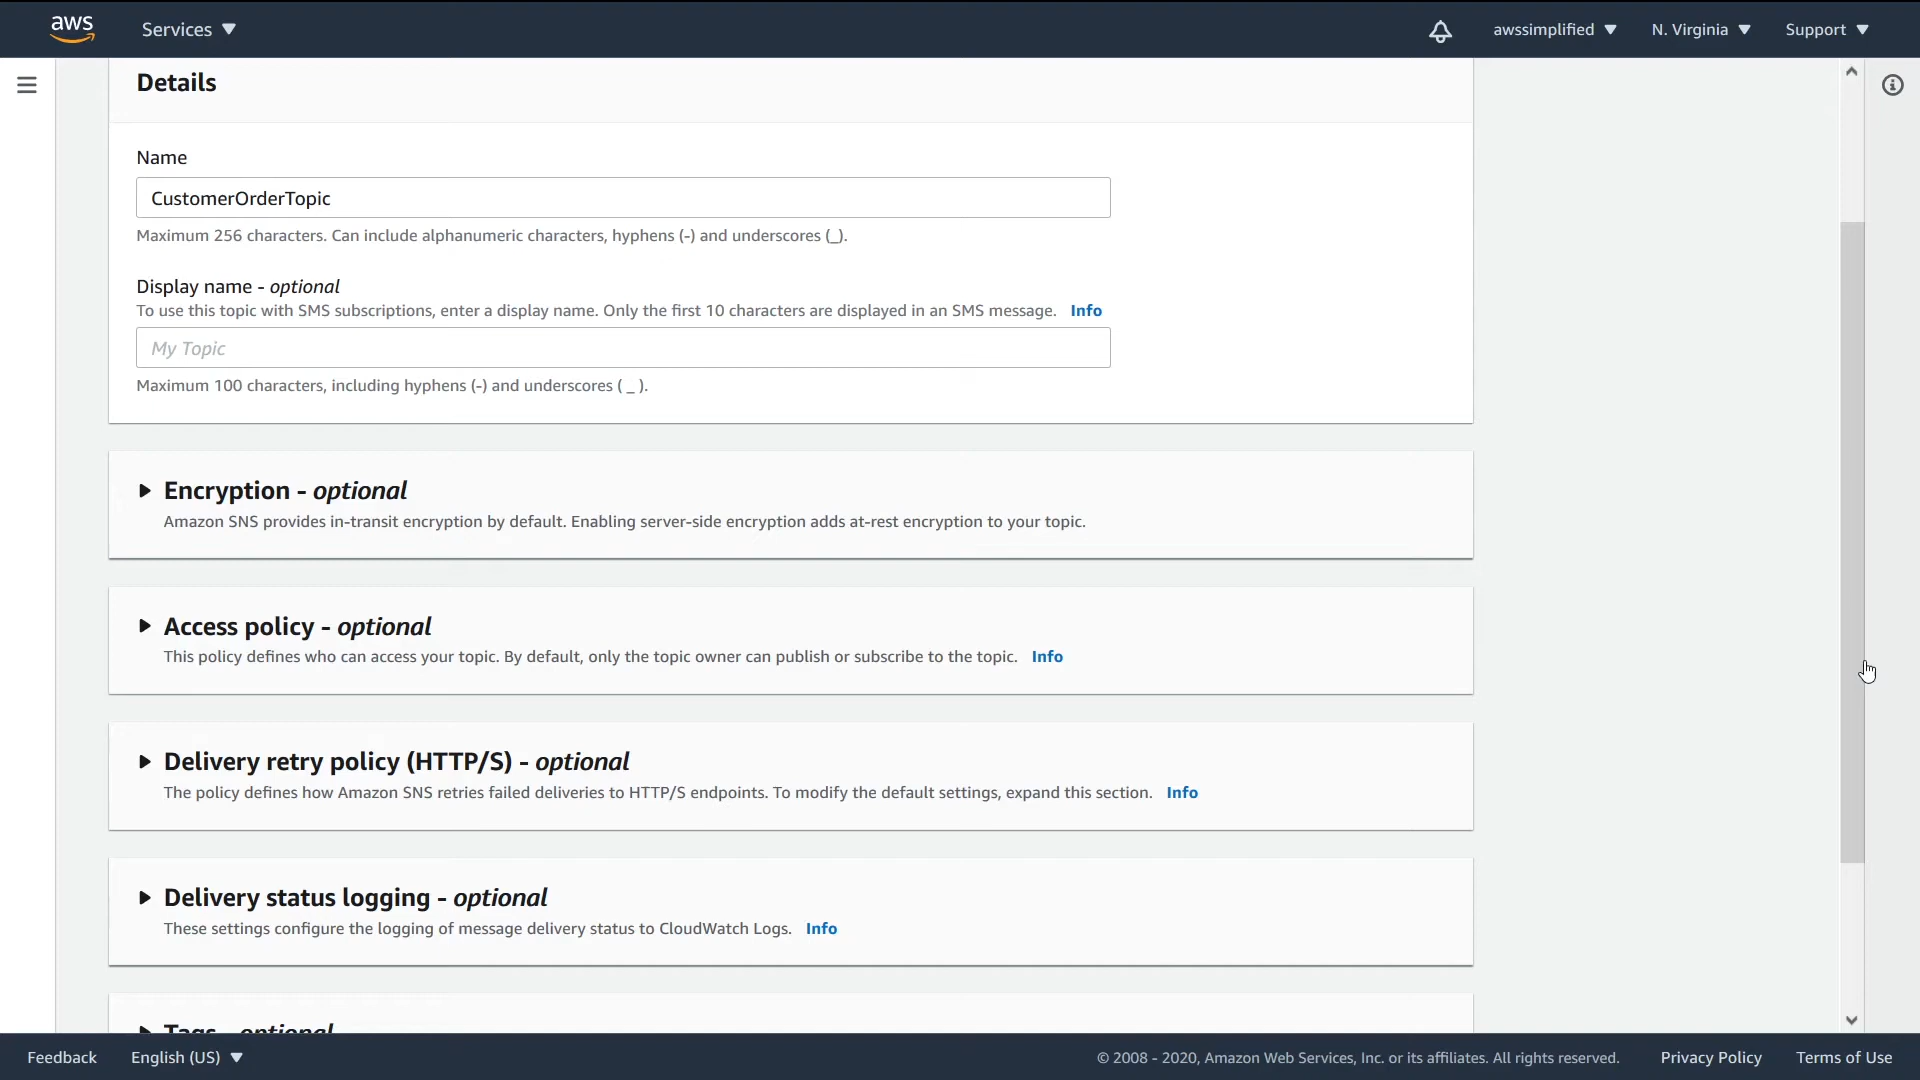 aws
Services
awssimplified
N. Virginia
Support
Details
Name
CustomerOrderTopic
Maximum 256 characters. Can include alphanumeric characters, hyphens (-) and underscores (_).
Display name - optional
To use this topic with SMS subscriptions, enter a display name. Only the first 10 characters are displayed in an SMS message. Info
My Topic
Maximum 100 characters, including hyphens (-) and underscores ( _ ).
Encryption - optional
Amazon SNS provides in-transit encryption by default. Enabling server-side encryption adds at-rest encryption to your topic.
Access policy - optional
This policy defines who can access your topic. By default, only the topic owner can publish or subscribe to the topic. Info
Delivery retry policy (HTTP/S) - optional
The policy defines how Amazon SNS retries failed deliveries to HTTP/S endpoints. To modify the default settings, expand this section. Info
Delivery status logging - optional
These settings configure the logging of message delivery status to CloudWatch Logs. Info
Tags - optional
Feedback
English (US)
© 2008 - 2020, Amazon Web Services, Inc. or its affiliates. All rights reserved.
Privacy Policy
Terms of Use